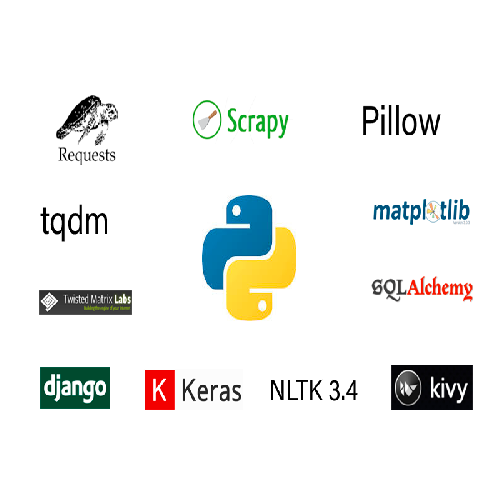 Requests
Scrapy
Pillow
tqdm
matplotlib
Twisted Matrix Labs
SQLAlchemy
django
K Keras
NLTK 3.4
kivy